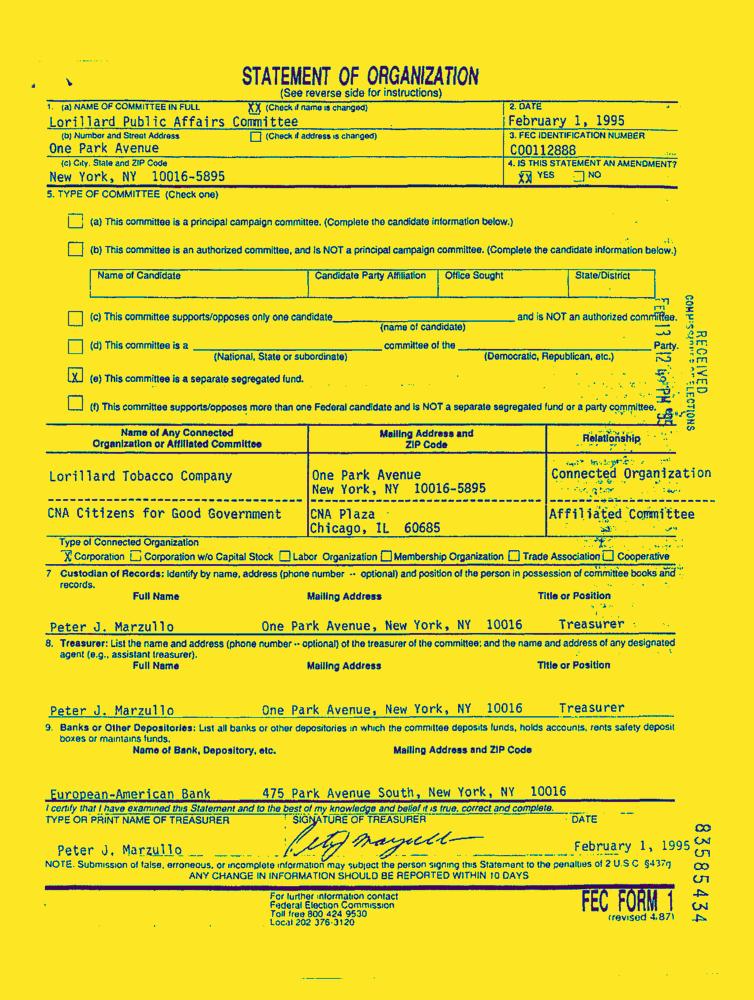 STATEMENT OF ORGANIZATION
(See reverse side for instructions)
1. (a) NAME OF COMMITTEE IN FULL XX (Check if name is changed) 2. DATE
Lorillard Public Affairs Committee February 1, 1995
(b) Number and Street Address (Check if address is changed) 3. FEC IDENTIFICATION NUMBER
One Park Avenue C00112888
(c) City, State and ZIP Code 4. IS THIS STATEMENT AN AMENDMENT?
New York, NY 10016-5895 XX YES NO
5. TYPE OF COMMITTEE (Check one)
(a) This committee is a principal campaign committee. (Complete the candidate information below.)
(b) This committee is an authorized committee, and is NOT a principal campaign committee. (Complete the candidate information below.)
Name of Candidate Candidate Party Affiliation Office Sought State/District
(c) This committee supports/opposes only one candidate and is NOT an authorized committee.
(name of candidate)
(d) This committee is a committee of the Party.
(National, State or subordinate) (Democratic, Republican, etc.)
X (e) This committee is a separate segregated fund.
(f) This committee supports/opposes more than one Federal candidate and is NOT a separate segregated fund or a party committee.
RECEIVED
ELECTIONS
FEB 13 12 PM
Name of Any Connected Mailing Address and Relationship
Organization or Affiliated Committee ZIP Code
Lorillard Tobacco Company One Park Avenue Connected Organization
New York, NY 10016-5895
CNA Citizens for Good Government CNA Plaza Affiliated Committee
Chicago, IL 60685
Type of Connected Organization
X Corporation Corporation w/o Capital Stock Labor Organization Membership Organization Trade Association Cooperative
7 Custodian of Records: Identify by name, address (phone number -- optional) and position of the person in possession of committee books and
records.
Full Name Mailing Address Title or Position
Peter J. Marzullo One Park Avenue, New York, NY 10016 Treasurer
8. Treasurer: List the name and address (phone number -- optional) of the treasurer of the committee; and the name and address of any designated
agent (e.g., assistant treasurer).
Full Name Mailing Address Title or Position
Peter J. Marzullo One Park Avenue, New York, NY 10016 Treasurer
9. Banks or Other Depositories: List all banks or other depositories in which the committee deposits funds, holds accounts, rents safety deposit
boxes or maintains funds.
Name of Bank, Depository, etc. Mailing Address and ZIP Code
European-American Bank 475 Park Avenue South, New York, NY 10016
I certify that I have examined this Statement and to the best of my knowledge and belief it is true, correct and complete.
TYPE OR PRINT NAME OF TREASURER SIGNATURE OF TREASURER DATE
Peter J. Marzullo February 1, 1995
NOTE. Submission of false, erroneous, or incomplete information may subject the person signing this Statement to the penalties of 2 U.S C §437g
ANY CHANGE IN INFORMATION SHOULD BE REPORTED WITHIN 10 DAYS
For further information contact
Federal Election Commission
Toll free 800 424 9530
Local 202 376-3120
FEC FORM 1
(revised 4.87)
83585434